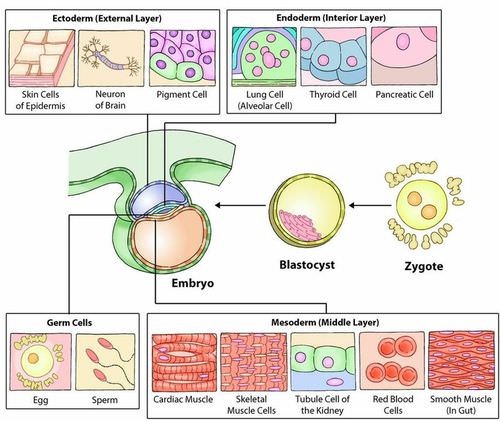 Ectoderm (External Layer)
Skin Cells
of Epidermis
Neuron
of Brain
Pigment Cell
Endoderm (Interior Layer)
Lung Cell
(Alveolar Cell)
Thyroid Cell
Pancreatic Cell
Embryo
Blastocyst
Zygote
Germ Cells
Egg
Sperm
Mesoderm (Middle Layer)
Cardiac Muscle
Skeletal
Muscle Cells
Tubule Cell of
the Kidney
Red Blood
Cells
Smooth Muscle
(In Gut)